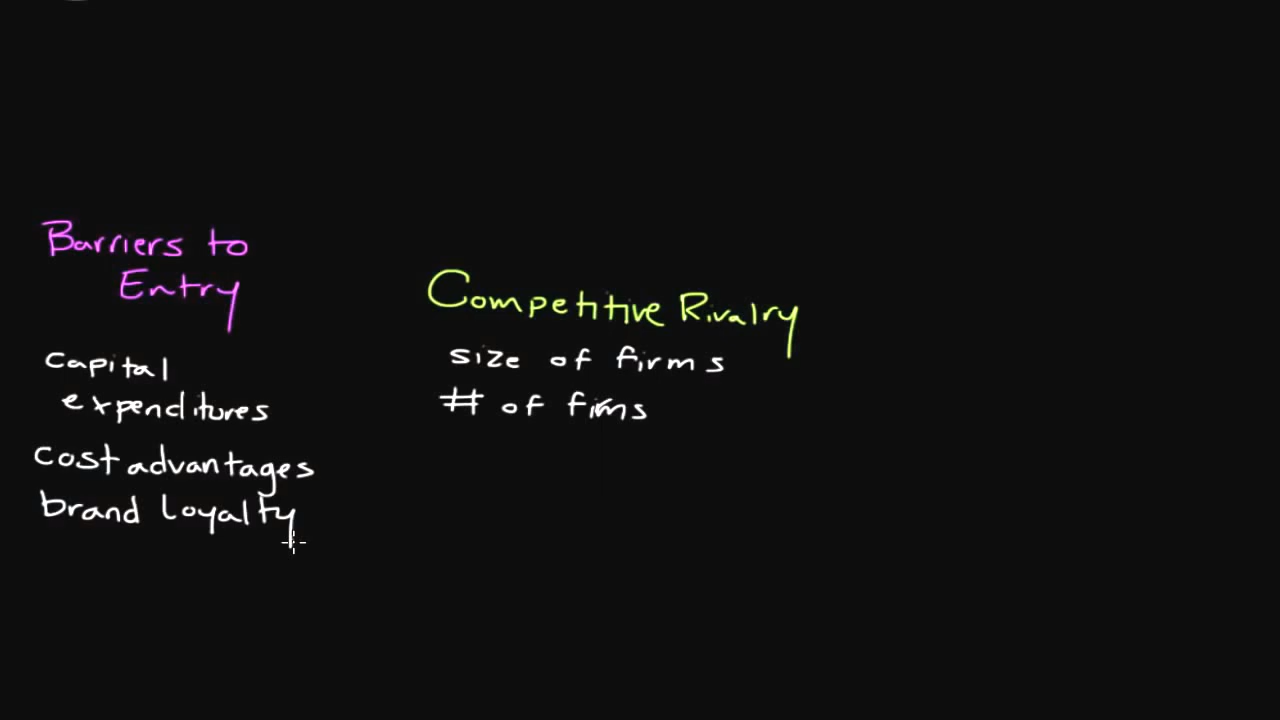 Barriers to
Entry
Capital
expenditures
cost advantages
brand loyalty
Competitive Rivalry
size of firms
# of firms